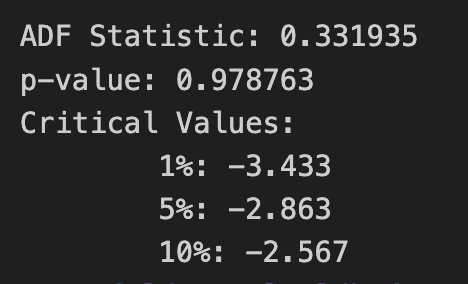 ADF Statistic: 0.331935
p-value: 0.978763
Critical Values:
1%: -3.433
5%: -2.863
10%: -2.567